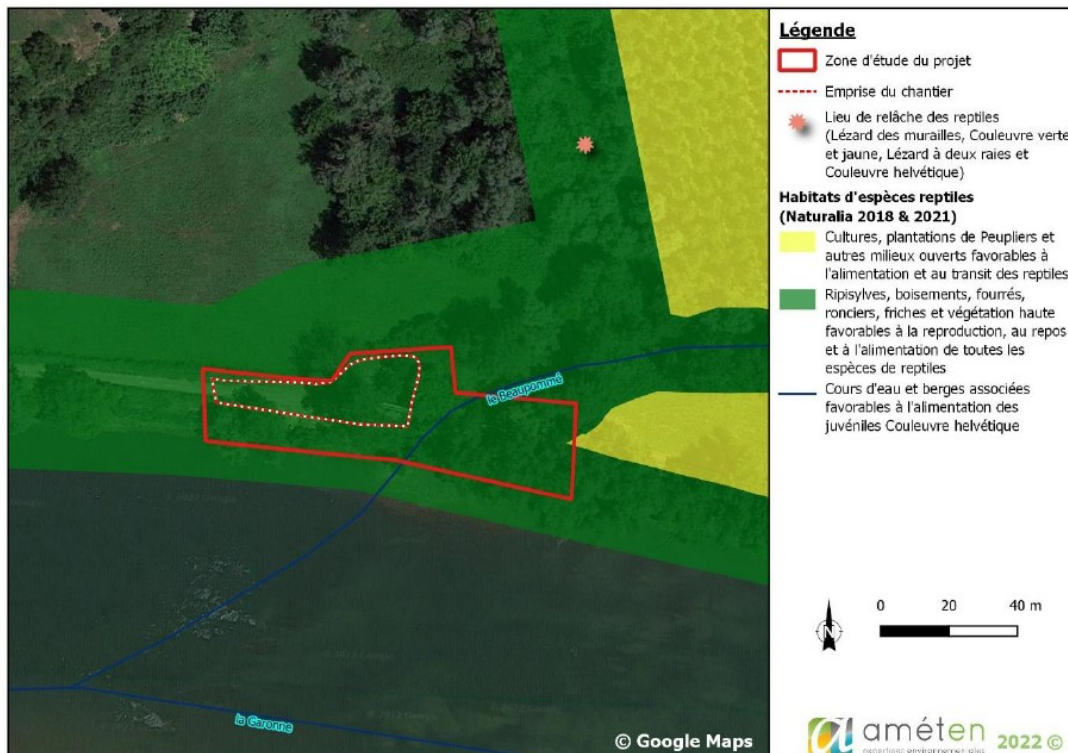 Légende
Zone d'étude du projet
Emprise du chantier
Lieu de relâche des reptiles
(Lézard des murailles, Couleuvre verte
et jaune, Lézard à deux raies et
Couleuvre helvétique)
Habitats d'espèces reptiles
(Naturalia 2018 & 2021)
Cultures, plantations de Peupliers et
autres milieux ouverts favorables à
l'alimentation et au transit des reptiles
Ripisylves, boisements, fourrés,
ronciers, friches et végétation haute
favorables à la reproduction, au repos
et à l'alimentation de toutes les
espèces de reptiles
Cours d'eau et berges associées
favorables à l'alimentation des
juvéniles Couleuvre helvétique
le Beaupommé
la Garonne
© Google Maps
N
0 20 40 m
améten
2022 ©